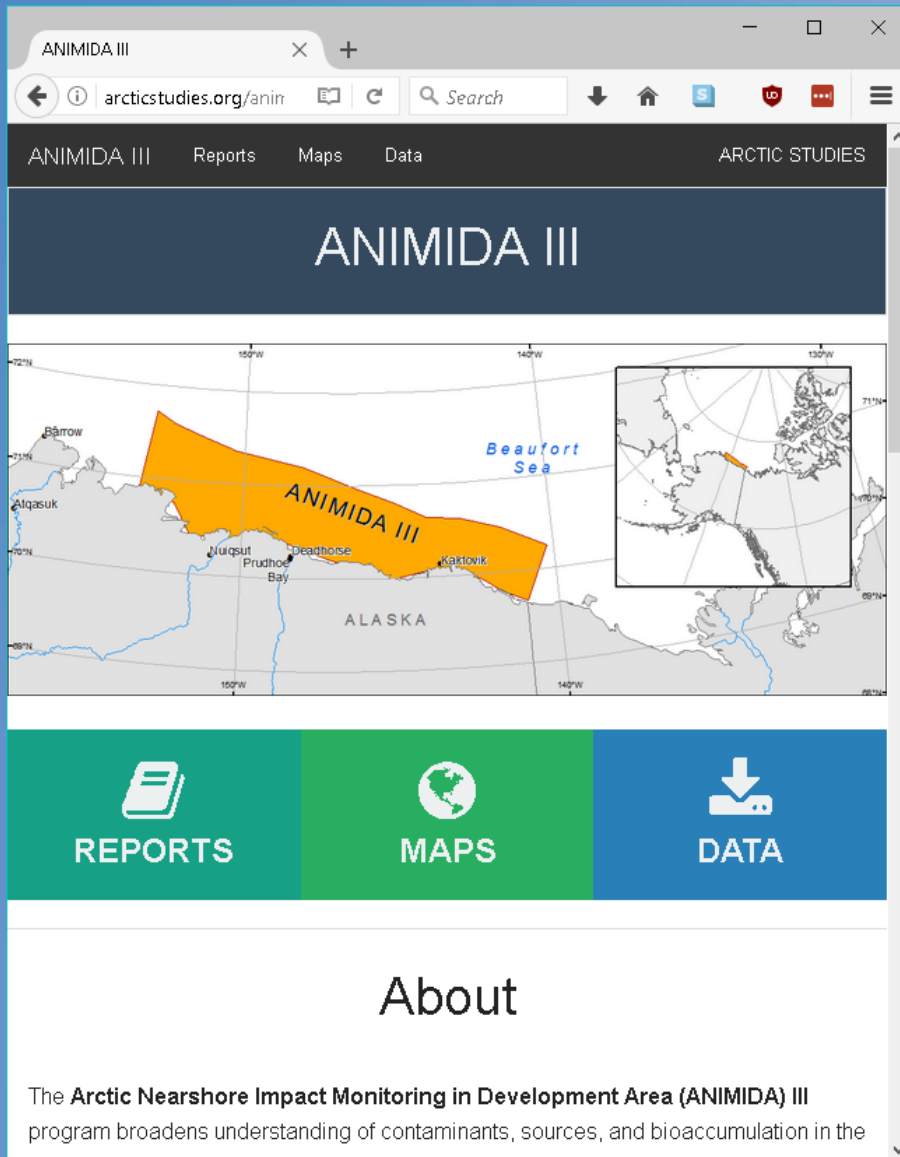 ANIMIDA III
arcticstudies.org/anim
Search
ANIMIDA III Reports Maps Data ARCTIC STUDIES
ANIMIDA III
150°W 140°W 130°W
72°N
71°N
Barrow
Beaufort
Sea
71°N
ANIMIDA III
Atqasuk
70°N
70°N
Nuiqsut
Deadhorse
Prudhoe
Bay
Kaktovik
69°N
ALASKA
69°N
150°W 140°W
68°N
REPORTS MAPS DATA
About
The Arctic Nearshore Impact Monitoring in Development Area (ANIMIDA) III
program broadens understanding of contaminants, sources, and bioaccumulation in the